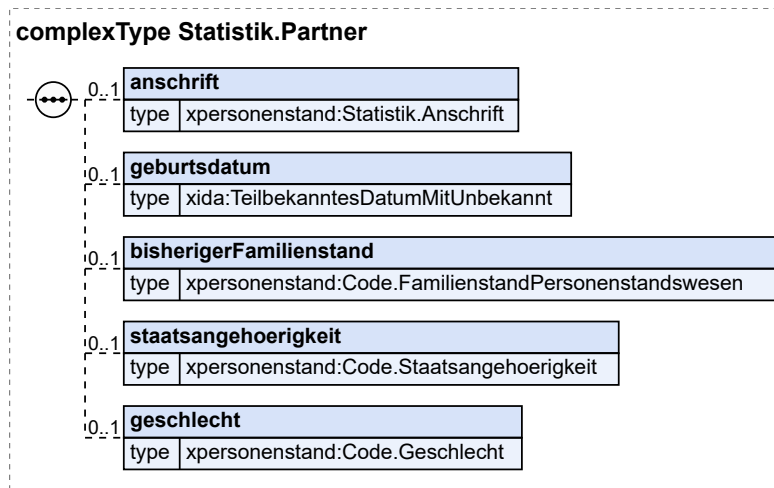 complexType Statistik.Partner
0..1 anschrift
type xpersonenstand:Statistik.Anschrift
0..1 geburtsdatum
type xida:TeilbekanntesDatumMitUnbekannt
0..1 bisherigerFamilienstand
type xpersonenstand:Code.FamilienstandPersonenstandswesen
0..1 staatsangehoerigkeit
type xpersonenstand:Code.Staatsangehoerigkeit
0..1 geschlecht
type xpersonenstand:Code.Geschlecht